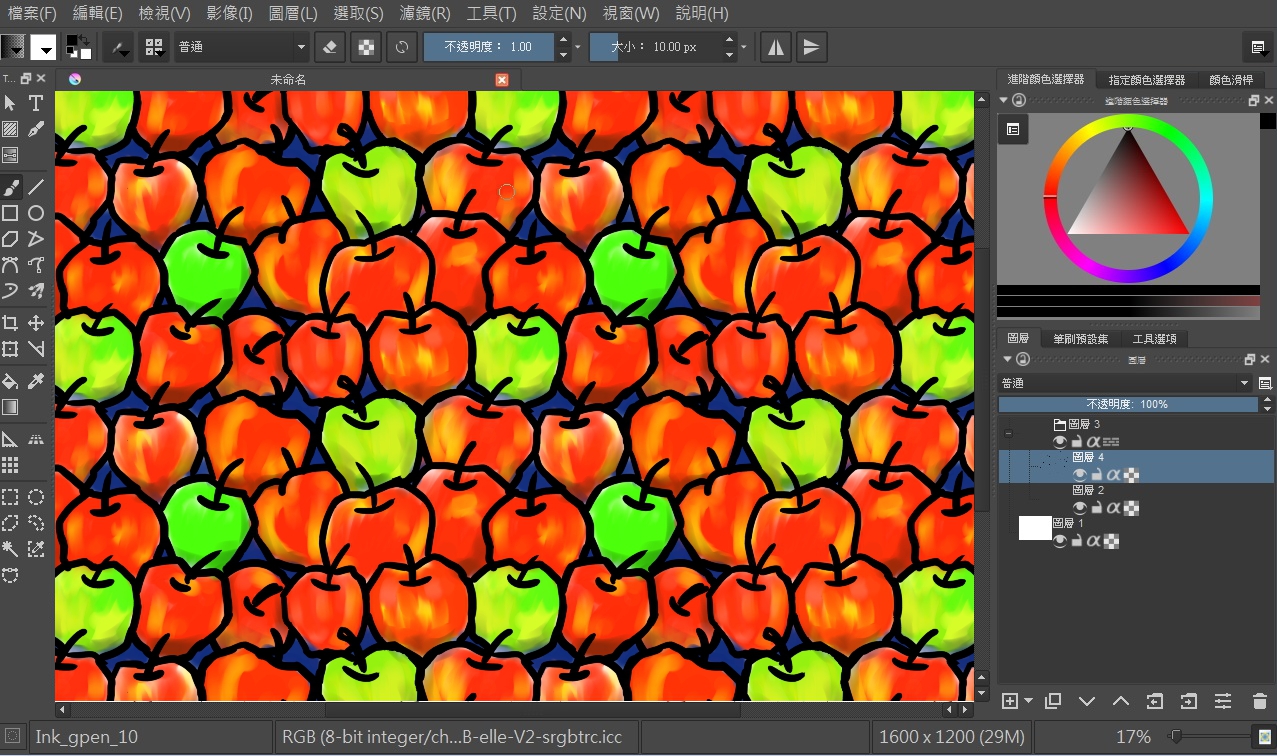 檔案(F) 編輯(E) 檢視(V) 影像(I) 圖層(L) 選取(S) 濾鏡(R) 工具(T) 設定(N) 視窗(W) 說明(H)
普通
不透明度： 1.00
大小： 10.00 px
T...
未命名
進階顏色選擇器
指定顏色選擇器
顏色滑桿
進階顏色選擇器
圖層
筆刷預設集
工具選項
圖層
普通
不透明度: 100%
圖層 3
圖層 4
圖層 2
圖層 1
Ink_gpen_10
RGB (8-bit integer/ch...B-elle-V2-srgbtrc.icc
1600 x 1200 (29M)
17%